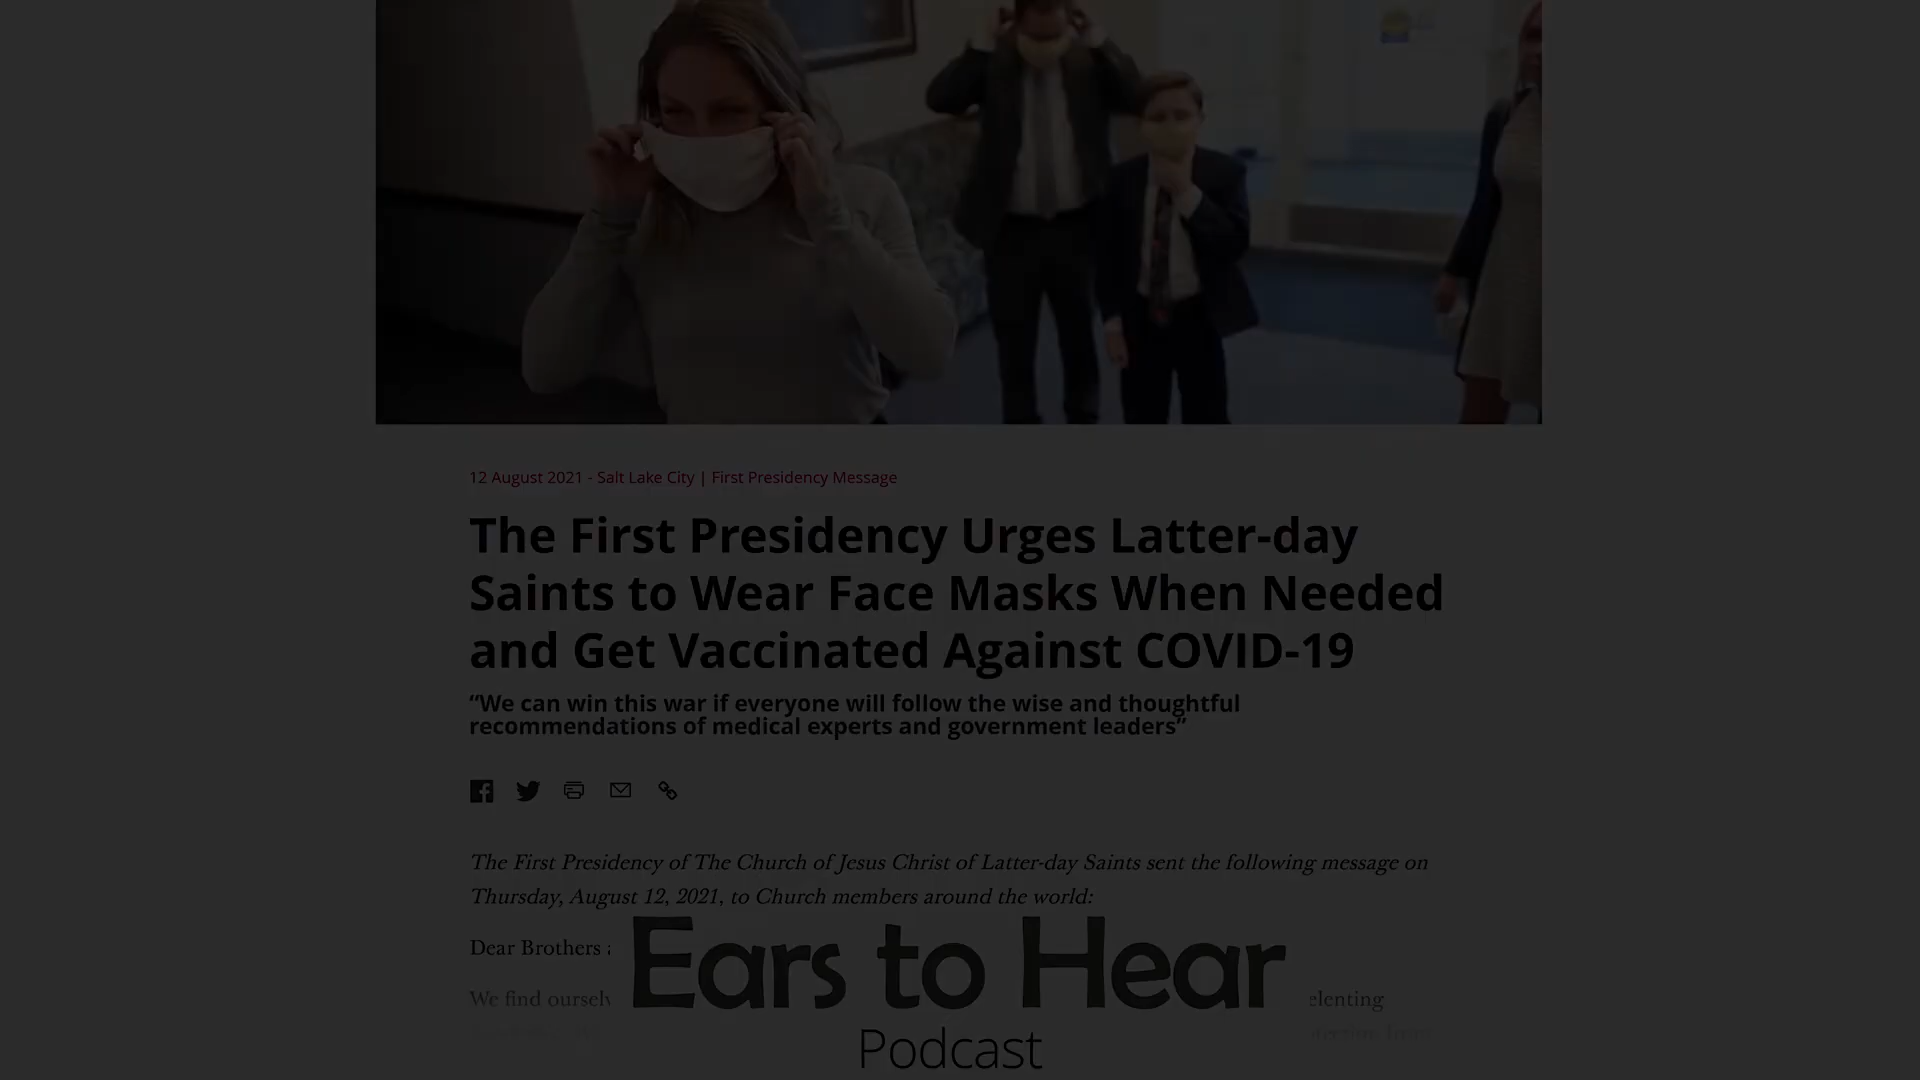 12 August 2021 - Salt Lake City | First Presidency Message
The First Presidency Urges Latter-day
Saints to Wear Face Masks When Needed
and Get Vaccinated Against COVID-19
“We can win this war if everyone will follow the wise and thoughtful
recommendations of medical experts and government leaders”
The First Presidency of The Church of Jesus Christ of Latter-day Saints sent the following message on
Thursday, August 12, 2021, to Church members around the world:
Dear Brothers
We find
Ears to Hear
Podcast